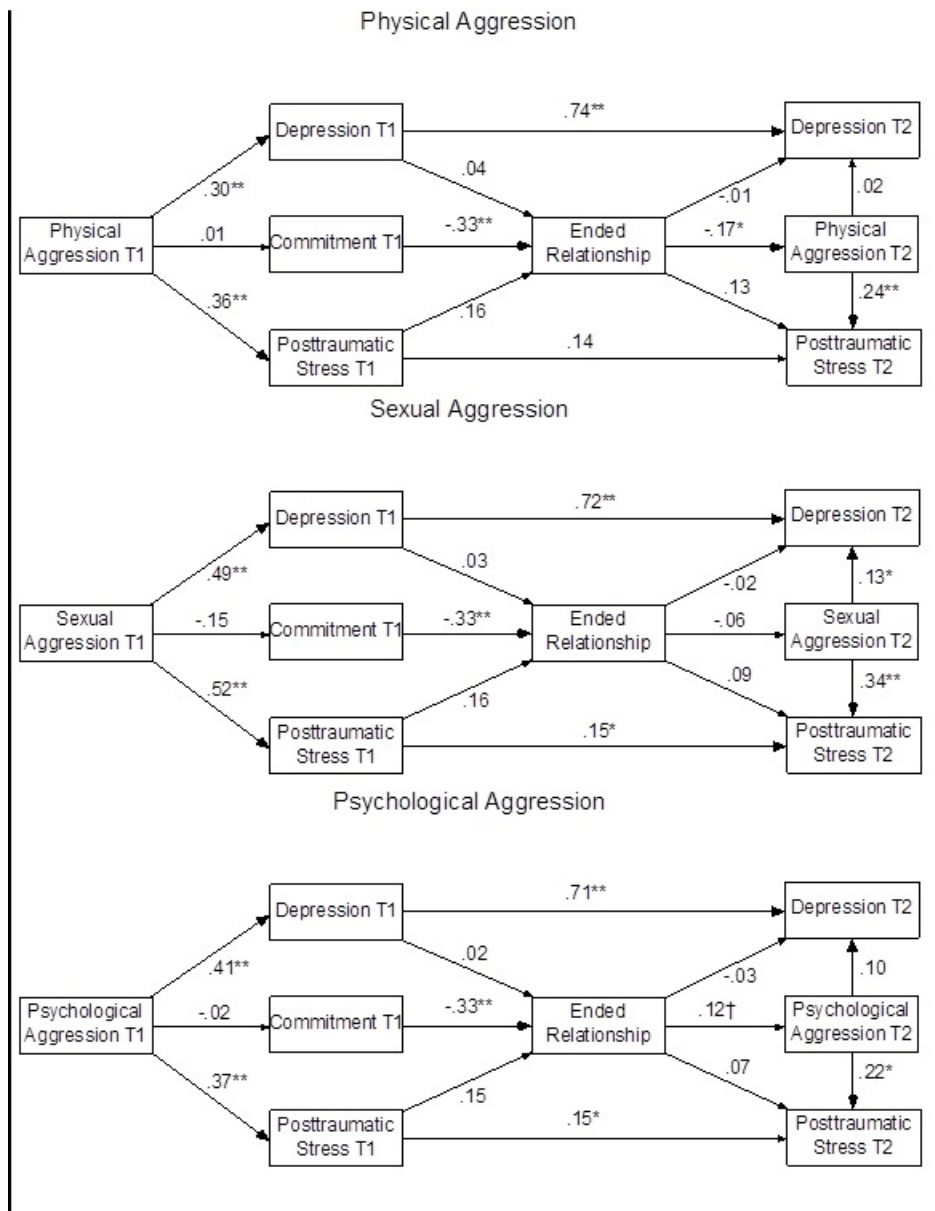 Physical Aggression
.74**
Depression T1
Depression T2
.30**
.04
-.01
.02
Physical
Aggression T1
.01
Commitment T1
-.33**
Ended
Relationship
-.17*
Physical
Aggression T2
.36**
.16
.13
.24**
Posttraumatic
Stress T1
.14
Posttraumatic
Stress T2
Sexual Aggression
.72**
Depression T1
Depression T2
.49**
.03
-.02
.13*
Sexual
Aggression T1
-.15
Commitment T1
-.33**
Ended
Relationship
-.06
Sexual
Aggression T2
.52**
.16
.09
.34**
Posttraumatic
Stress T1
.15*
Posttraumatic
Stress T2
Psychological Aggression
.71**
Depression T1
Depression T2
.41**
.02
-.03
.10
Psychological
Aggression T1
-.02
Commitment T1
-.33**
Ended
Relationship
.12†
Psychological
Aggression T2
.37**
.15
.07
.22*
Posttraumatic
Stress T1
.15*
Posttraumatic
Stress T2